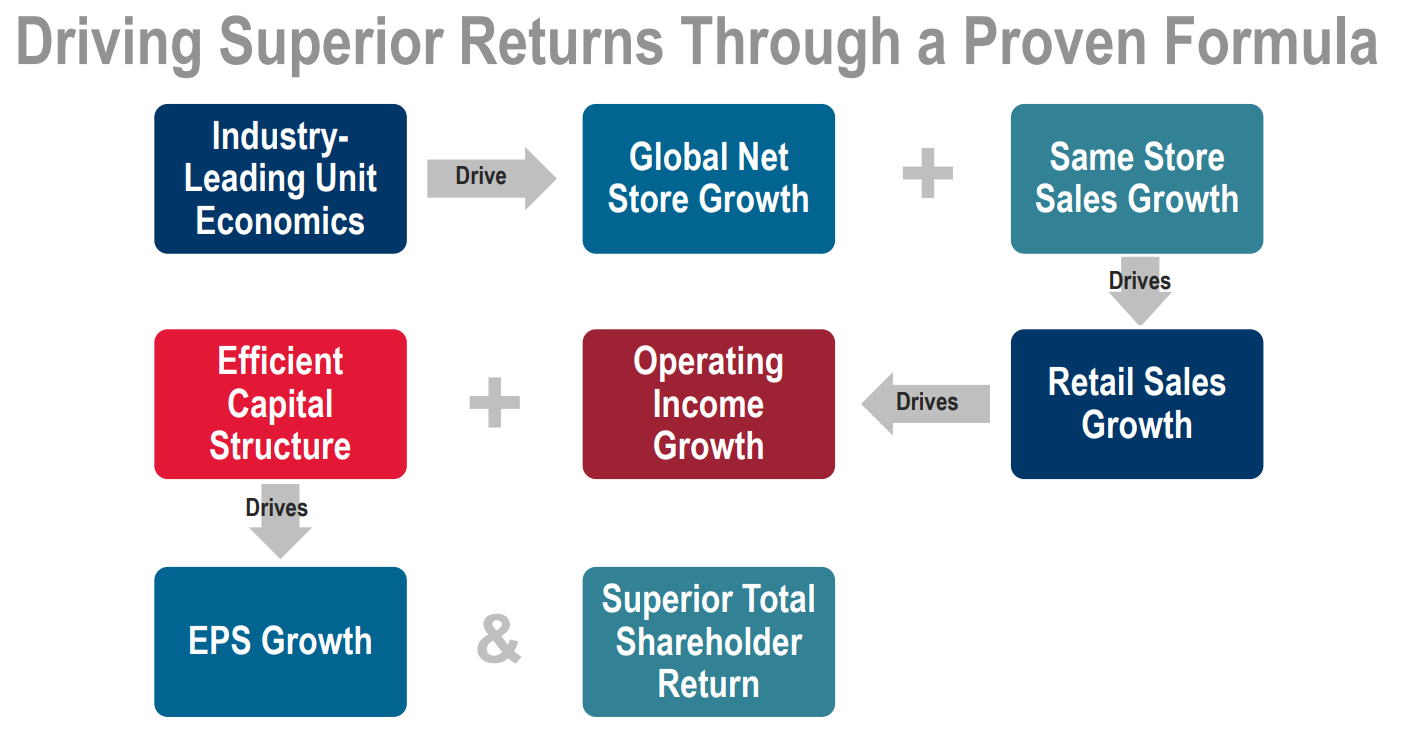 Driving Superior Returns Through a Proven Formula
Industry-
Leading Unit
Economics
Drive
Global Net
Store Growth
+
Same Store
Sales Growth
Drives
Efficient
Capital
Structure
+
Operating
Income
Growth
Drives
Retail Sales
Growth
Drives
EPS Growth
&
Superior Total
Shareholder
Return